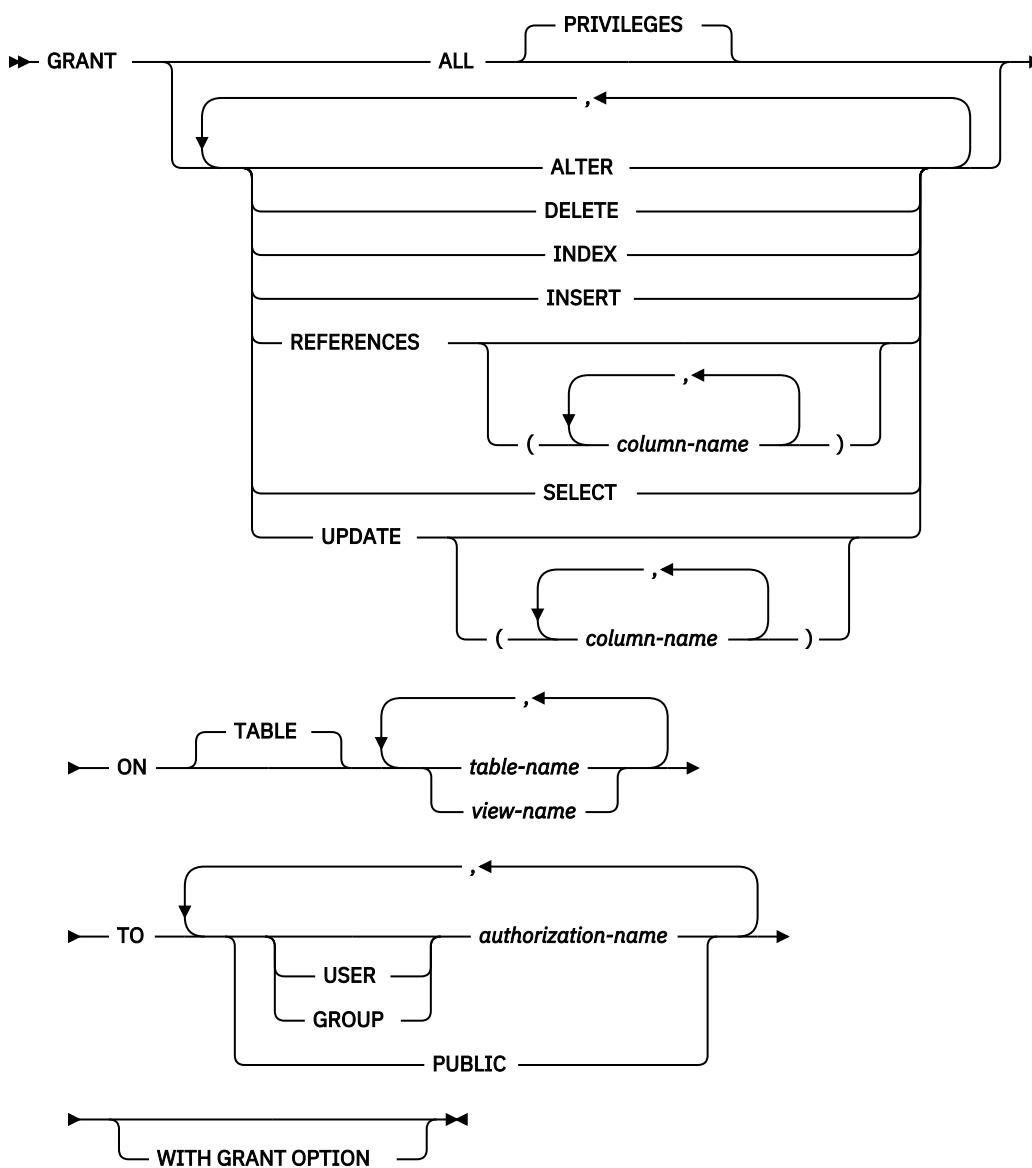 PRIVILEGES
GRANT ALL
,
ALTER
DELETE
INDEX
INSERT
REFERENCES
,
( column-name )
SELECT
UPDATE
,
( column-name )
,
TABLE
ON table-name
view-name
,
TO authorization-name
USER
GROUP
PUBLIC
WITH GRANT OPTION